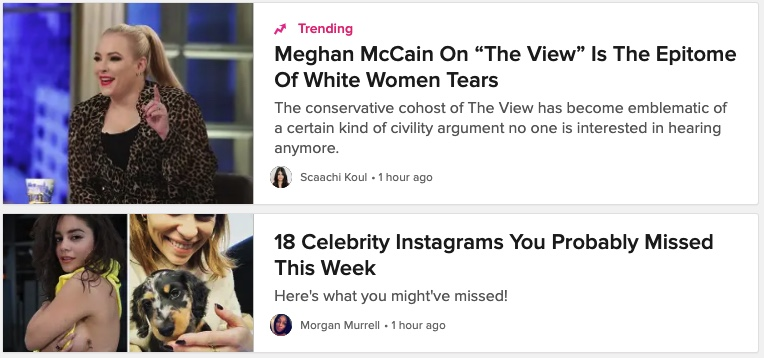 Trending
Meghan McCain On “The View” Is The Epitome
Of White Women Tears
The conservative cohost of The View has become emblematic of
a certain kind of civility argument no one is interested in hearing
anymore.
Scaachi Koul • 1 hour ago
18 Celebrity Instagrams You Probably Missed
This Week
Here's what you might've missed!
Morgan Murrell • 1 hour ago